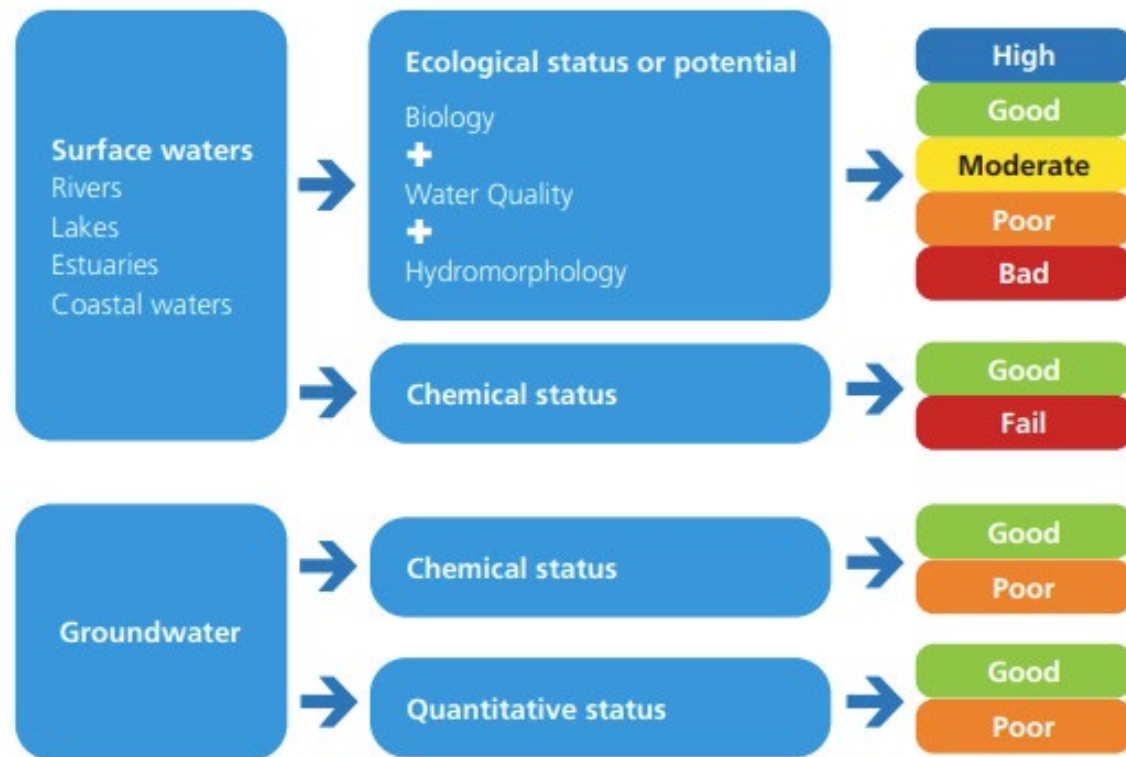 Surface waters
Rivers
Lakes
Estuaries
Coastal waters
Ecological status or potential
Biology
+
Water Quality
+
Hydromorphology
High
Good
Moderate
Poor
Bad
Chemical status
Good
Fail
Groundwater
Chemical status
Good
Poor
Quantitative status
Good
Poor